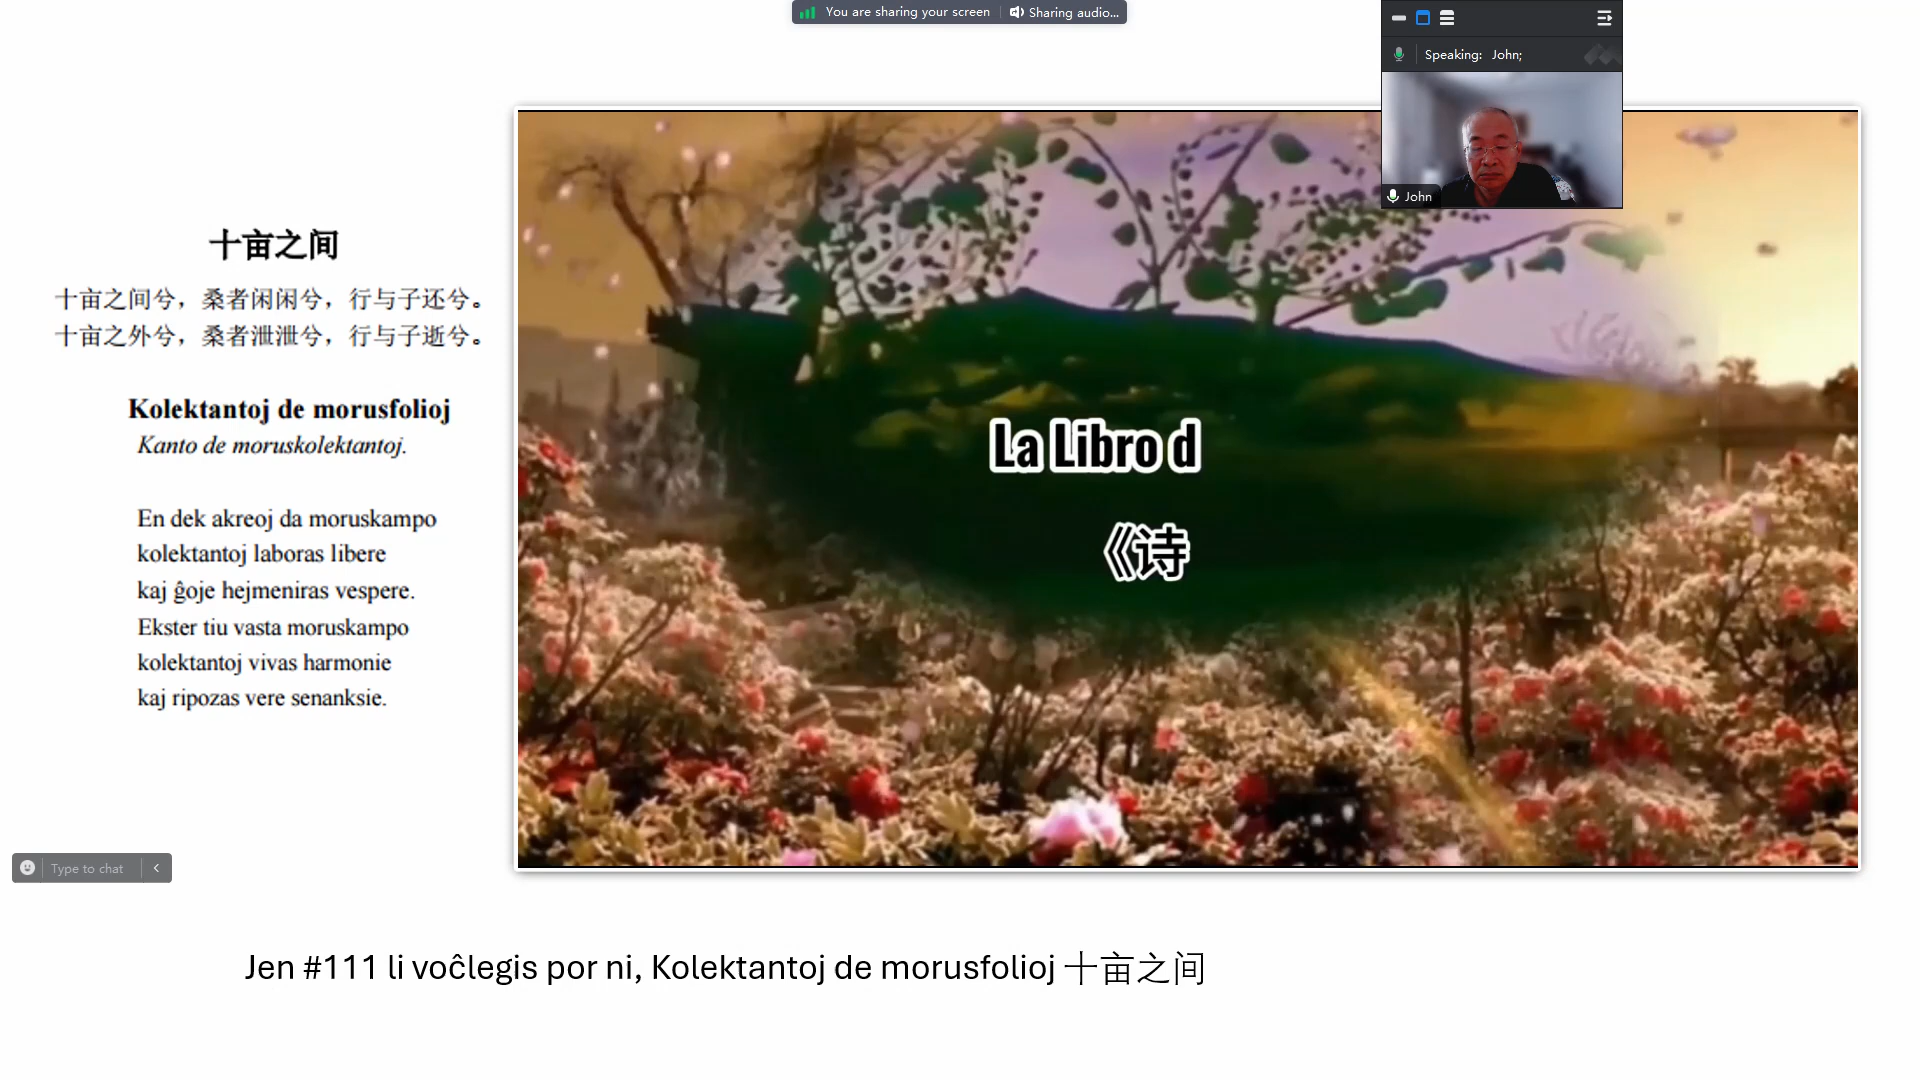 You are sharing your screen
Sharing audio...
Speaking: John;
John
十亩之间
十亩之间兮，桑者闲闲兮，行与子还兮。
十亩之外兮，桑者泄泄兮，行与子逝兮。
Kolektantoj de morusfolioj
Kanto de moruskolektantoj.
En dek akreoj da moruskampo
kolektantoj laboras libere
kaj ĝoje hejmeniras vespere.
Ekster tiu vasta moruskampo
kolektantoj vivas harmonie
kaj ripozas vere senanksie.
La Libro d
《诗
Type to chat
Jen #111 li voĉlegis por ni, Kolektantoj de morusfolioj 十亩之间